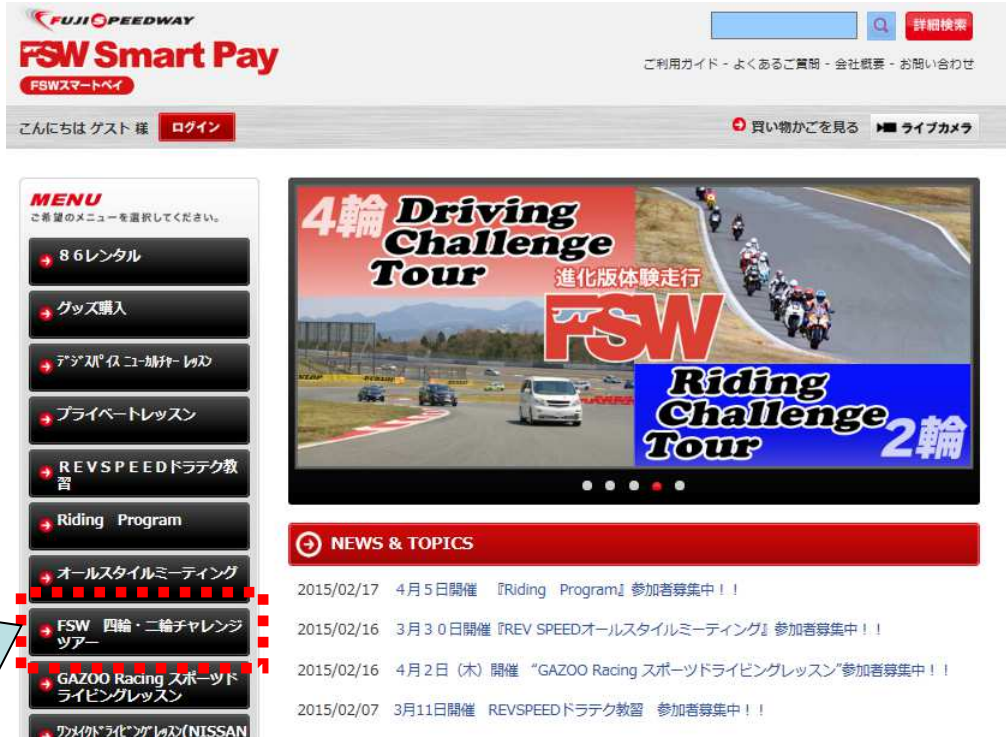 FUJI SPEEDWAY
FSW Smart Pay
FSWスマートペイ
詳細検索
ご利用ガイド - よくあるご質問 - 会社概要 - お問い合わせ
こんにちは ゲスト 様 ログイン
買い物かごを見る ライブカメラ
MENU
ご希望のメニューを選択してください。
８６レンタル
グッズ購入
ﾃﾞｼﾞｽﾊﾟｲｽ ﾆｭｰｶﾙﾁｬｰ ﾚｯｽﾝ
プライベートレッスン
ＲＥＶＳＰＥＥＤドラテク教
習
Riding Program
オールスタイルミーティング
FSW 四輪・二輪チャレンジ
ツアー
GAZOO Racing スポーツド
ライビングレッスン
ﾜﾝﾒｲｸﾄﾞﾗｲﾋﾞﾝｸﾞﾚｯｽﾝ(NISSAN
4輪 Driving
Challenge
Tour
進化版体験走行
FSW
Riding
Challenge
Tour 2輪
NEWS & TOPICS
2015/02/17 ４月５日開催 『Riding Program』参加者募集中！！
2015/02/16 ３月３０日開催『REV SPEEDオールスタイルミーティング』参加者募集中！！
2015/02/16 ４月２日（木）開催 “GAZOO Racing スポーツドライビングレッスン”参加者募集中！！
2015/02/07 3月11日開催 REVSPEEDドラテク教習 参加者募集中！！